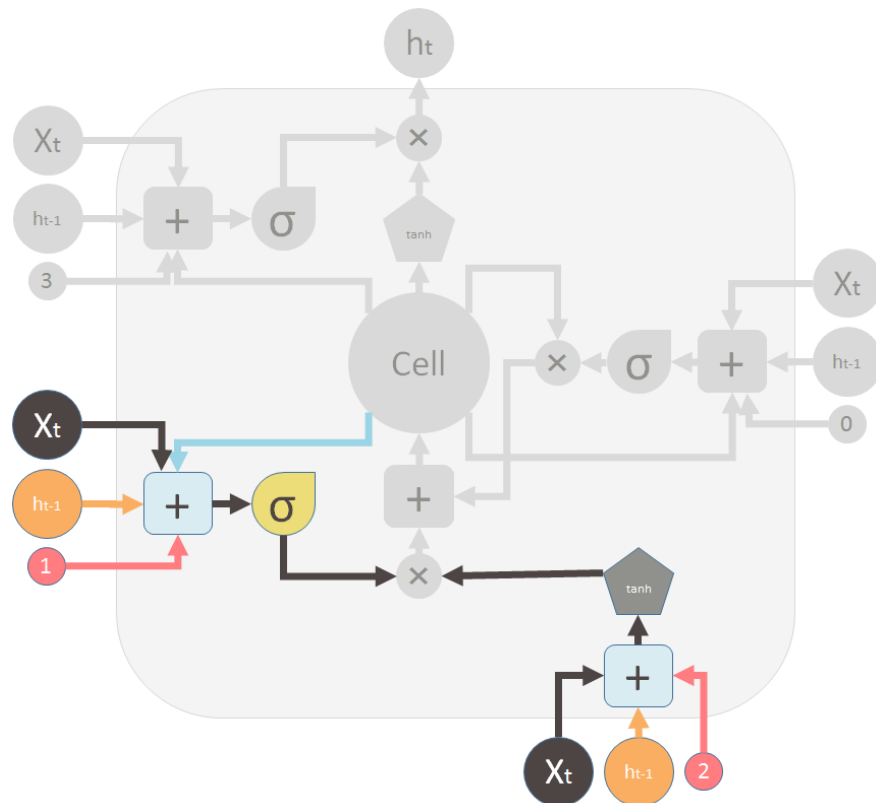 ht
×
Xt
ht-1
+
σ
tanh
3
Xt
Cell
×
σ
+
ht-1
0
Xt
+
ht-1
+
σ
1
×
tanh
+
Xt
ht-1
2